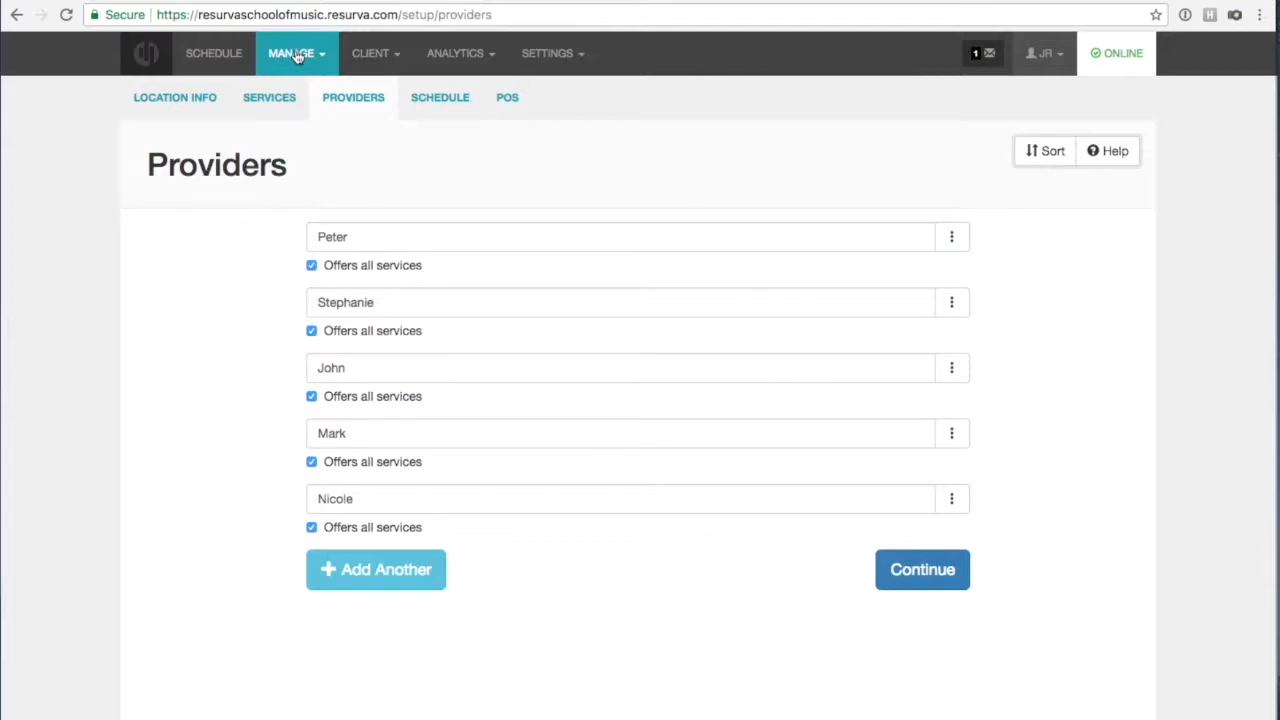 Secure https://resurvaschoolofmusic.resurva.com/setup/providers
SCHEDULE MANAGE CLIENT ANALYTICS SETTINGS 1 JR ONLINE
LOCATION INFO SERVICES PROVIDERS SCHEDULE POS
Providers
Sort Help
Peter
Offers all services
Stephanie
Offers all services
John
Offers all services
Mark
Offers all services
Nicole
Offers all services
+ Add Another Continue